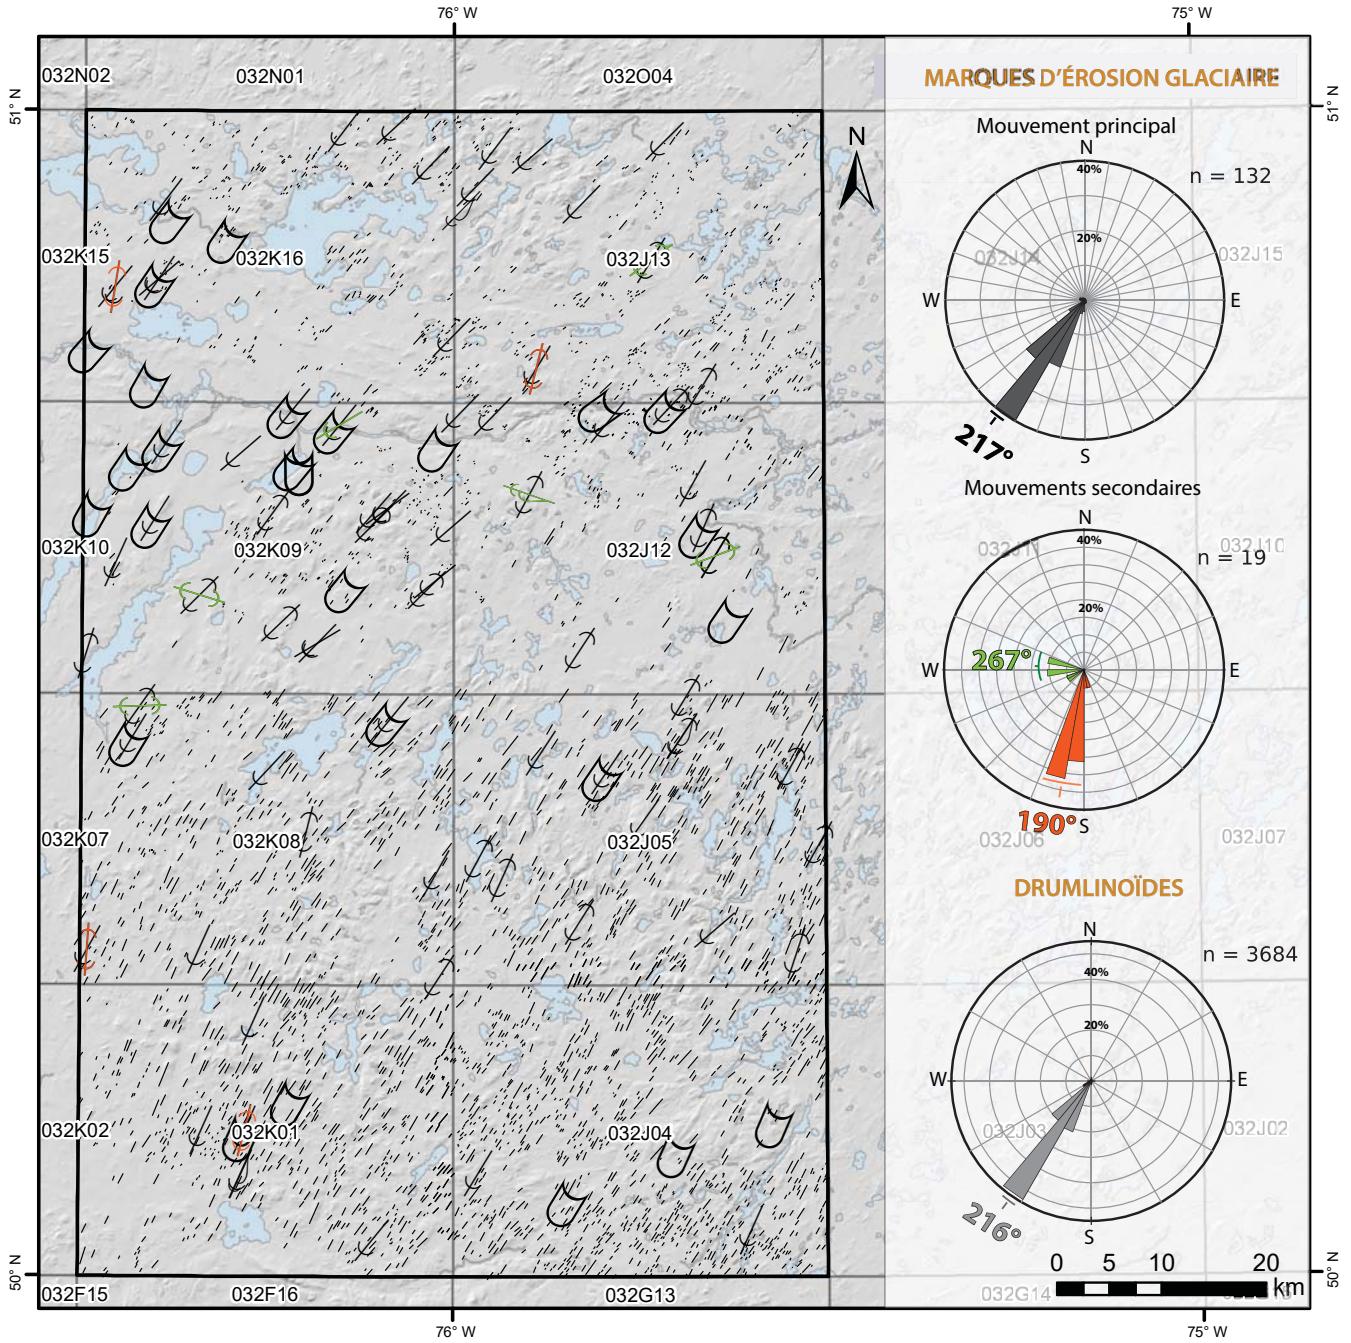 76° W
75° W
032N02
032N01
032O04
MARQUES D'ÉROSION GLACIAIRE
51° N
51° N
Mouvement principal
N
N
40%
n = 132
20%
032K15
032K16
032J13
032J14
032J15
W
E
217°
S
Mouvements secondaires
N
40%
032K10
032K09
032J12
032J11
032J10
n = 19
20%
267°
W
E
190°
S
032K07
032K08
032J05
032J06
032J07
DRUMLINOÏDES
N
n = 3684
40%
20%
W
E
032K02
032K01
032J04
032J03
032J02
216°
S
0 5 10 20
km
50° N
50° N
032F15
032F16
032G13
032G14
76° W
75° W